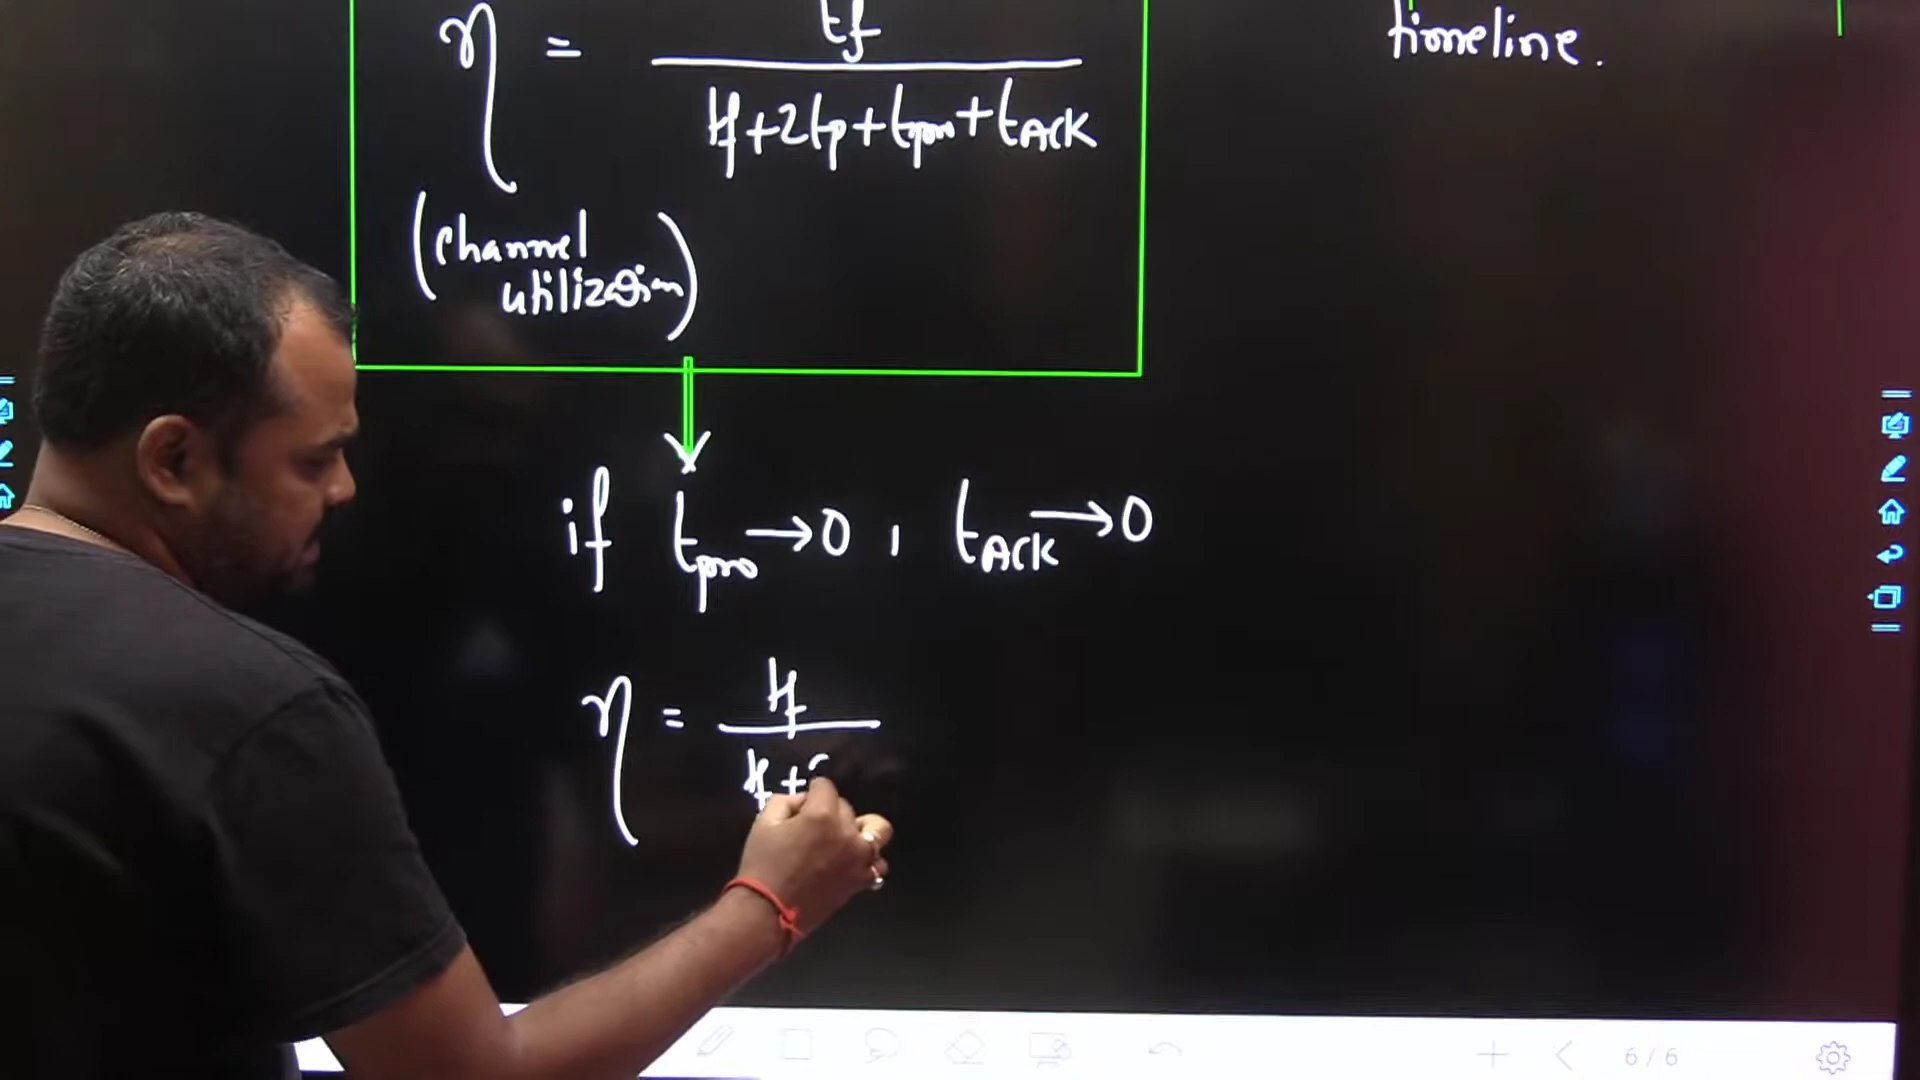 η = tf
timeline.
tf+2tp+tpro+tACK
(channel
utilization)
if tpro→0, tACK→0
η = tf
tf+
6/6